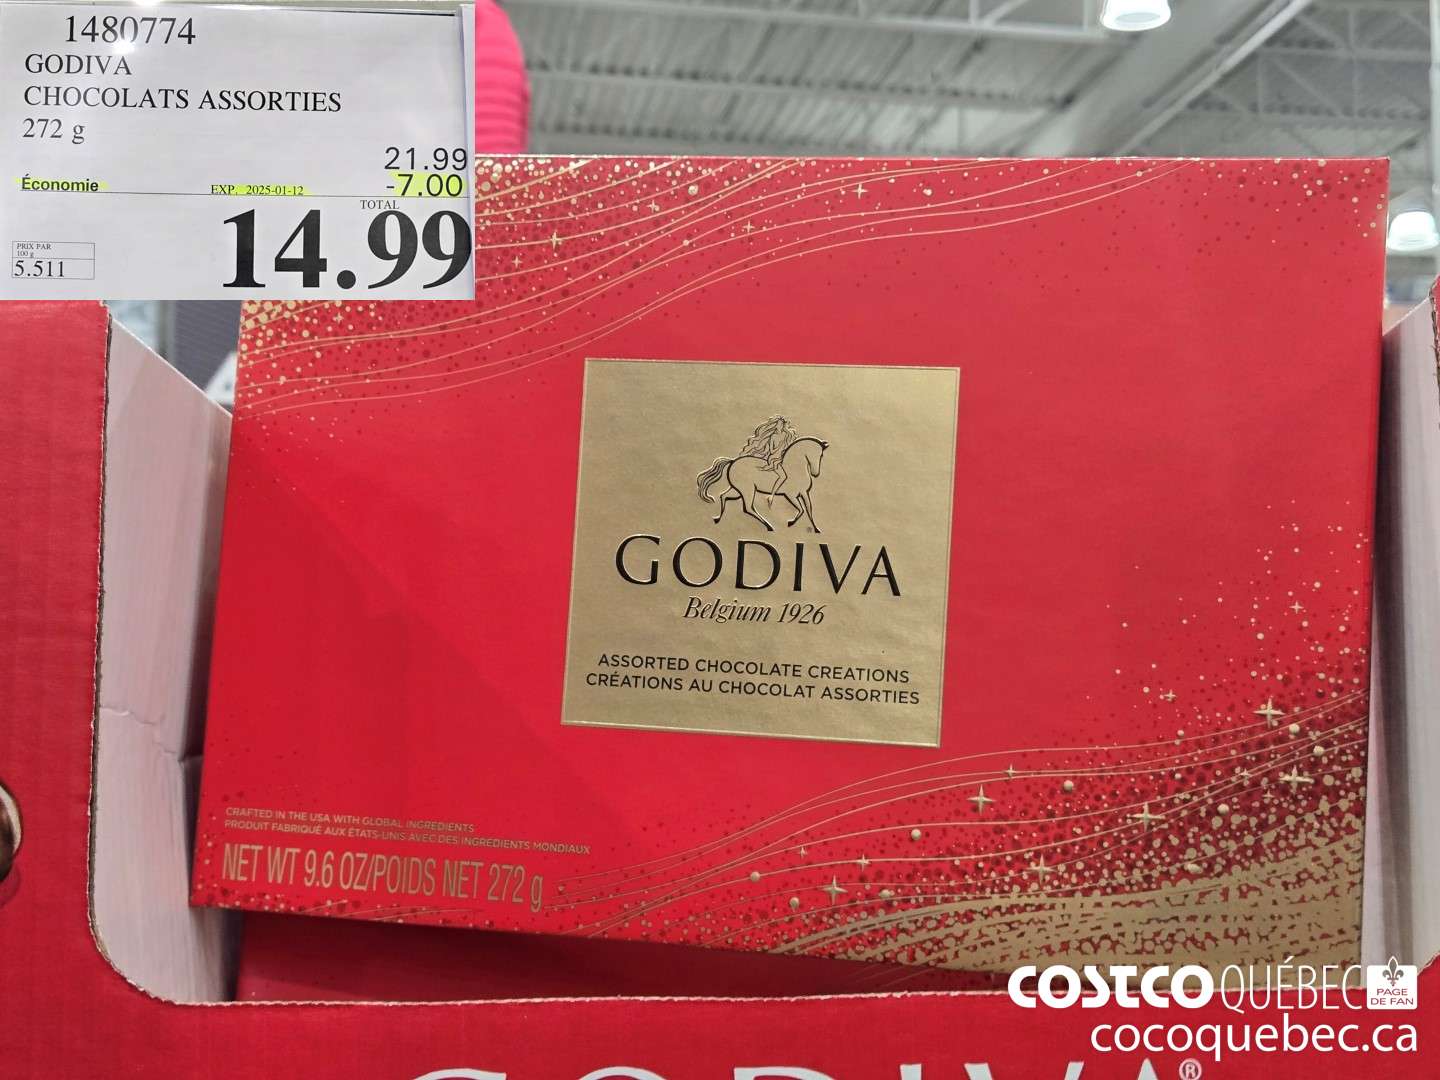 1480774
GODIVA
CHOCOLATS ASSORTIES
272 g
21.99
Économie EXP. 2025-01-12 -7.00
TOTAL
14.99
PRIX PAR
100 g
5.511
GODIVA
Belgium 1926
ASSORTED CHOCOLATE CREATIONS
CRÉATIONS AU CHOCOLAT ASSORTIES
CRAFTED IN THE USA WITH GLOBAL INGREDIENTS
PRODUIT FABRIQUÉ AUX ÉTATS-UNIS AVEC DES INGRÉDIENTS MONDIAUX
NET WT 9.6 OZ/POIDS NET 272 g
COSTCO QUÉBEC PAGE DE FAN
cocoquebec.ca
GODIVA®